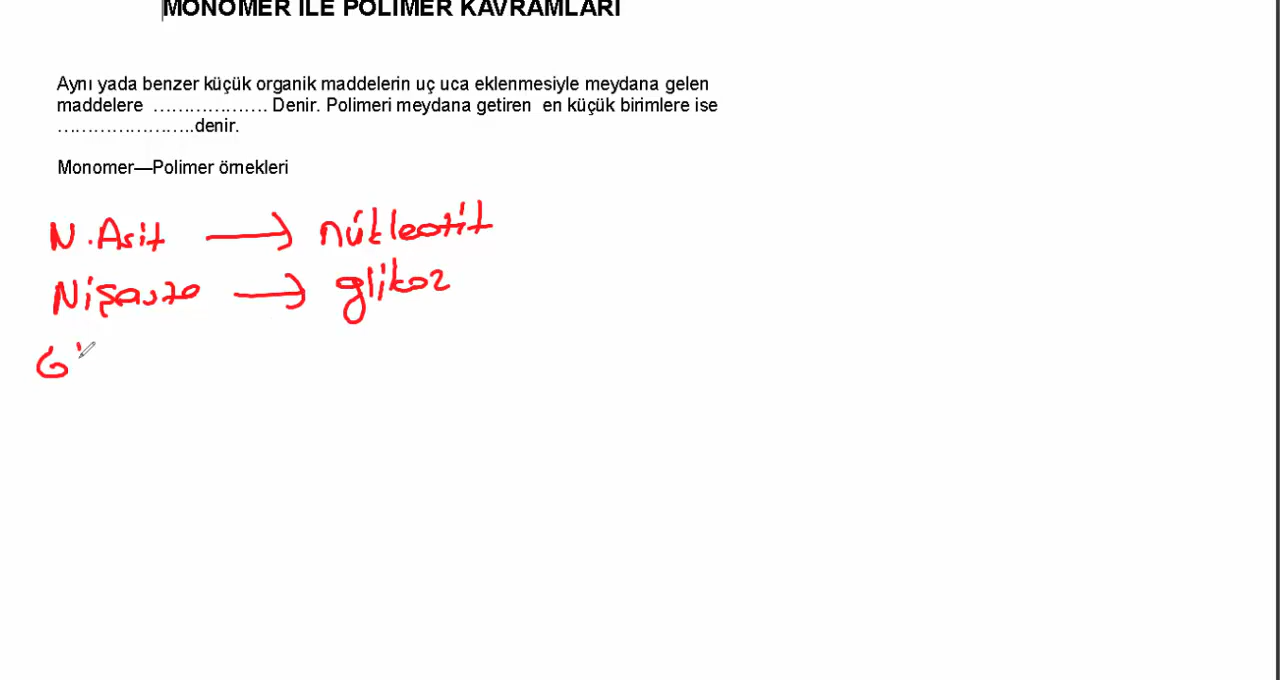 MONOMER İLE POLİMER KAVRAMLARI
Aynı yada benzer küçük organik maddelerin uç uca eklenmesiyle meydana gelen
maddelere ………………. Denir. Polimeri meydana getiren en küçük birimlere ise
…………………..denir.
Monomer—Polimer örnekleri
N.Asit → nükleotit
Nişasta → glikoz
G